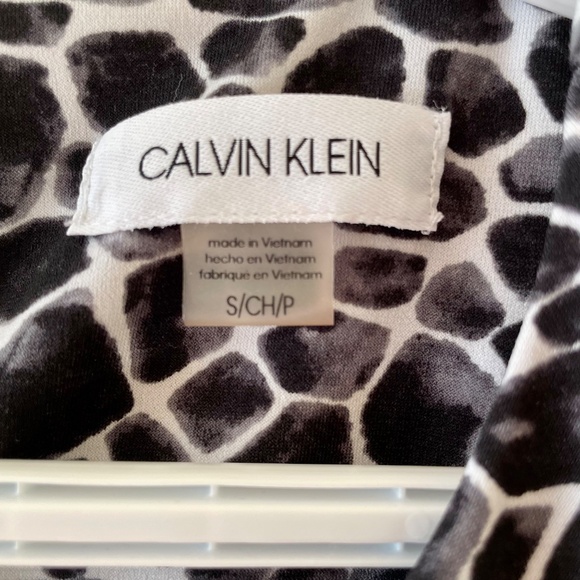 CALVIN KLEIN
made in Vietnam
hecho en Vietnam
fabriqué en Vietnam
S/CH/P